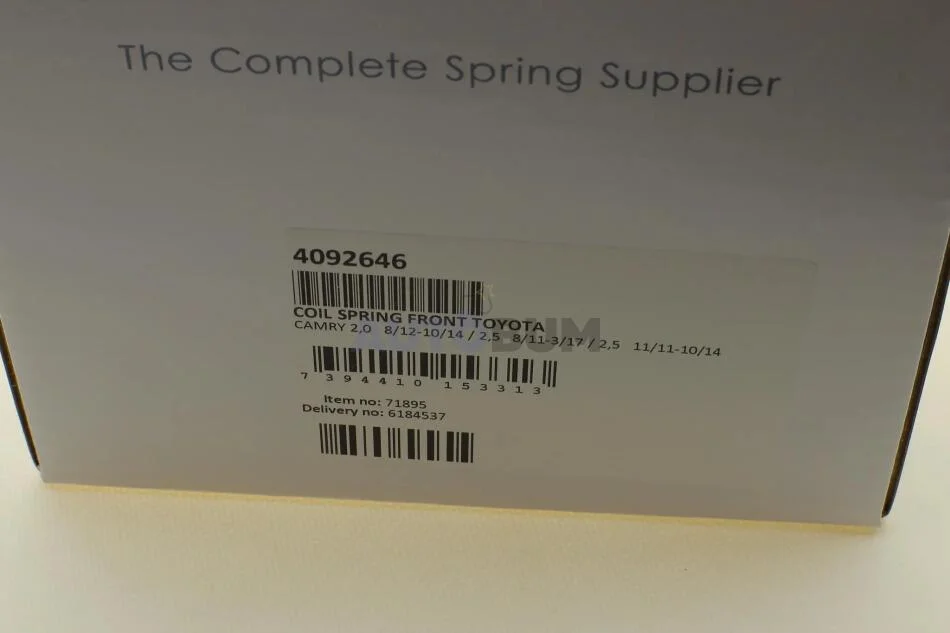 The Complete Spring Supplier
4092646
COIL SPRING FRONT TOYOTA
CAMRY 2,0 8/12-10/14 / 2,5 8/11-3/17 / 2,5 11/11-10/14
AUTOBUM
7 394410 153313
Item no: 71895
Delivery no: 6184537